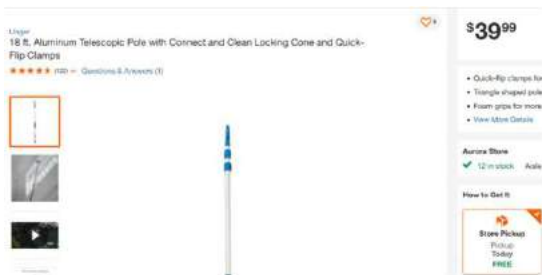 Unger
18 ft. Aluminum Telescopic Pole with Connect and Clean Locking Cone and Quick-
Flip Clamps
Questions & Answers (1)
$3999
• Quick-flip clamps fo
• Triangle shaped pole
• Foam grips for more
• View More Details
Aurora Store
12 in stock
How to Get It
Store Pickup
Pickup
Today
FREE